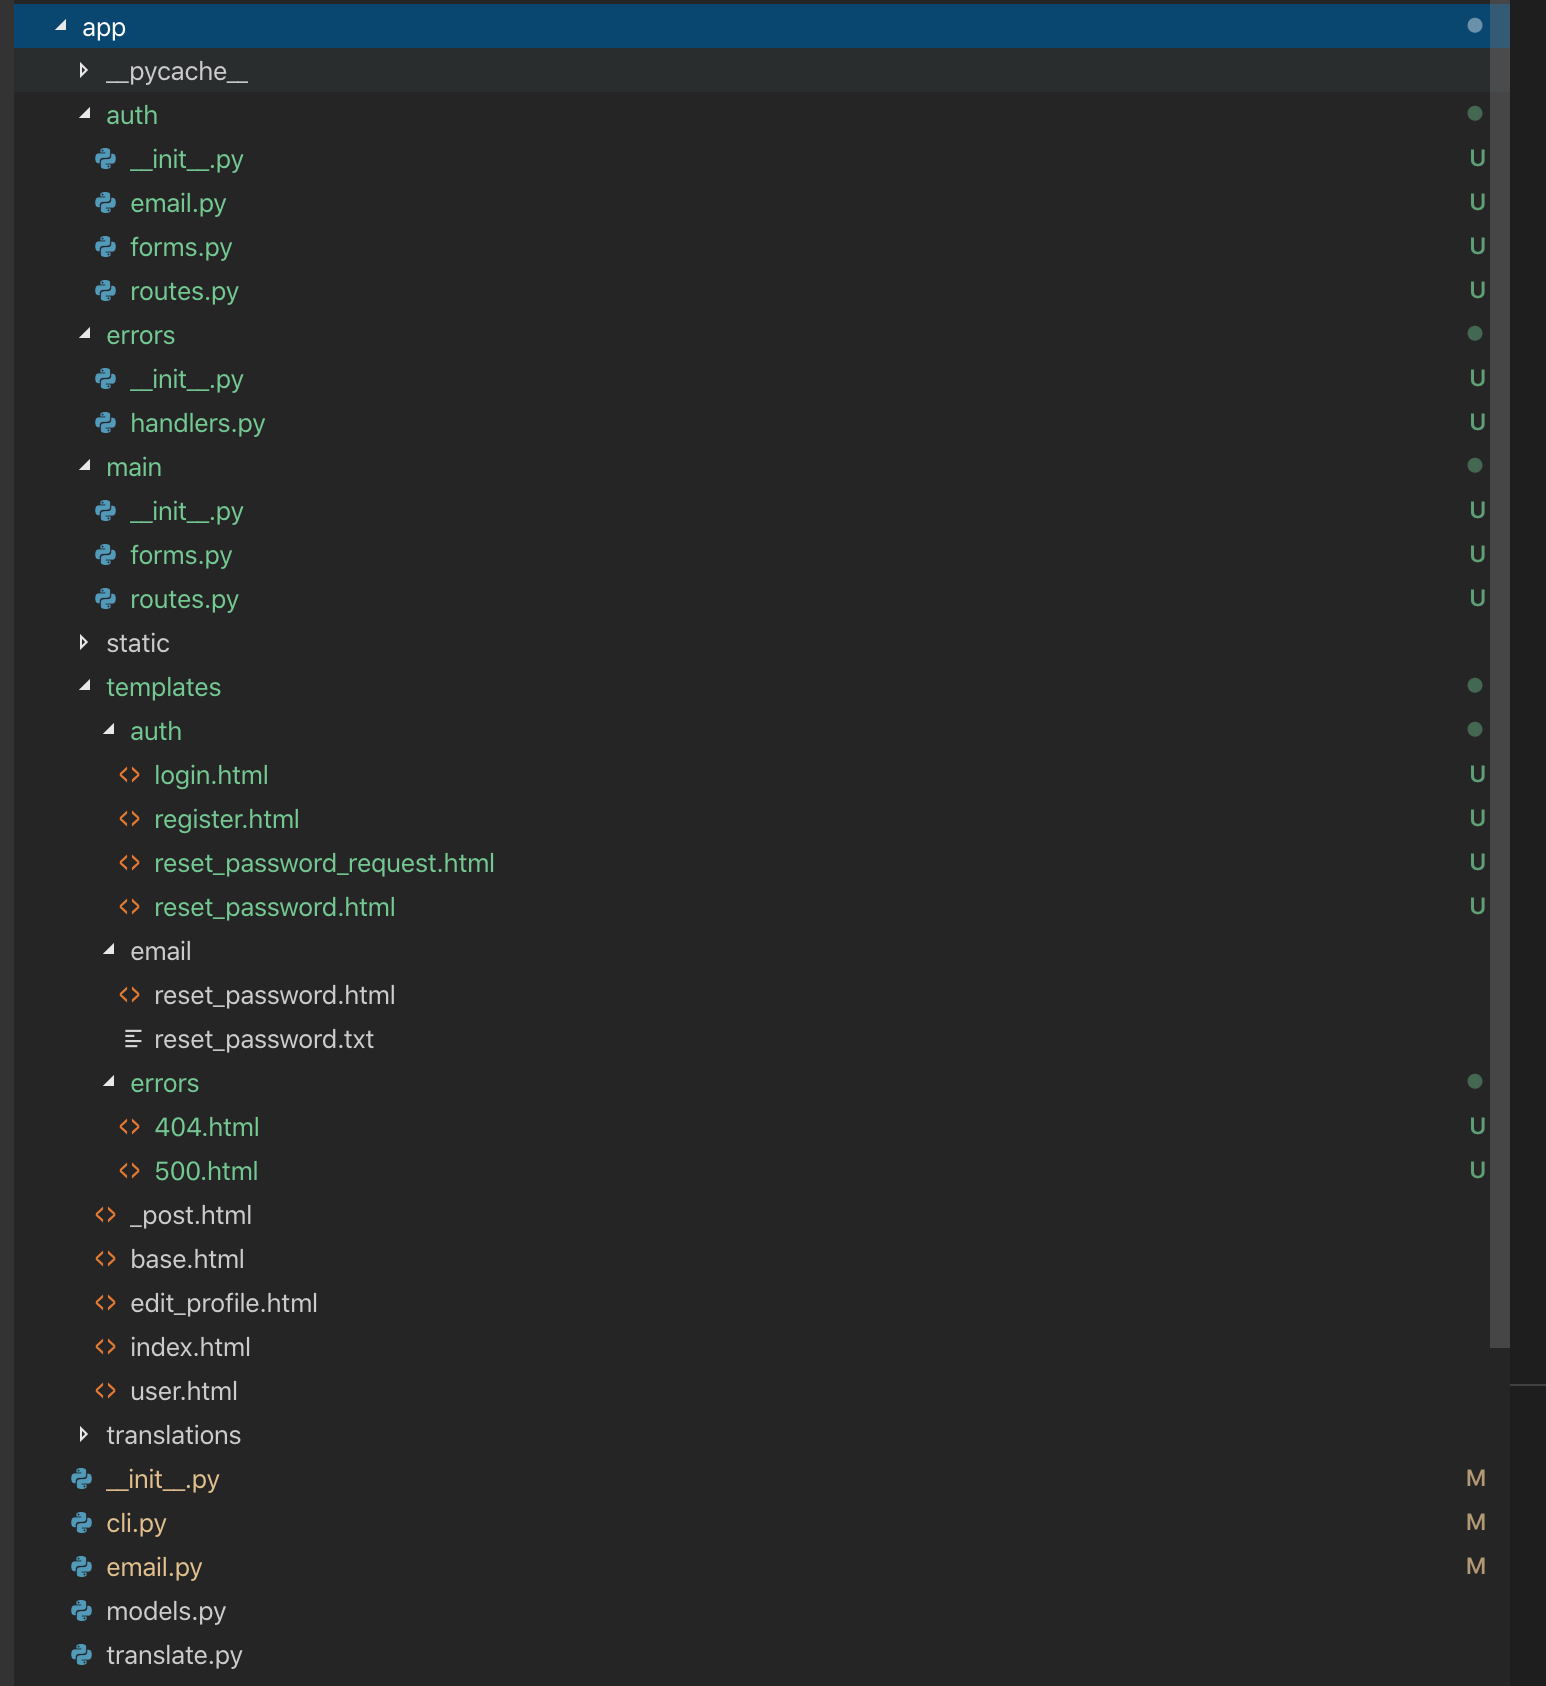 app
__pycache__
auth
__init__.py U
email.py U
forms.py U
routes.py U
errors
__init__.py U
handlers.py U
main
__init__.py U
forms.py U
routes.py U
static
templates
auth
login.html U
register.html U
reset_password_request.html U
reset_password.html U
email
reset_password.html
reset_password.txt
errors
404.html U
500.html U
_post.html
base.html
edit_profile.html
index.html
user.html
translations
__init__.py M
cli.py M
email.py M
models.py
translate.py